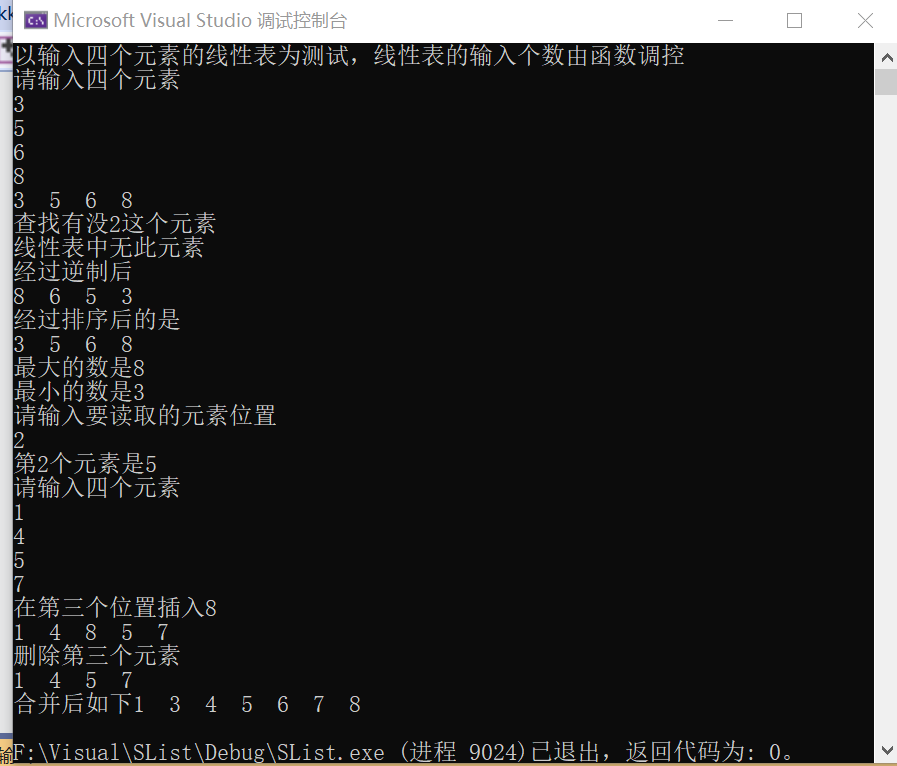 Microsoft Visual Studio 调试控制台
以输入四个元素的线性表为测试，线性表的输入个数由函数调控
请输入四个元素
3
5
6
8
3 5 6 8
查找有没2这个元素
线性表中无此元素
经过逆制后
8 6 5 3
经过排序后的是
3 5 6 8
最大的数是8
最小的数是3
请输入要读取的元素位置
2
第2个元素是5
请输入四个元素
1
4
5
7
在第三个位置插入8
1 4 8 5 7
删除第三个元素
1 4 5 7
合并后如下1 3 4 5 6 7 8
F:\Visual\SList\Debug\SList.exe (进程 9024)已退出，返回代码为: 0。